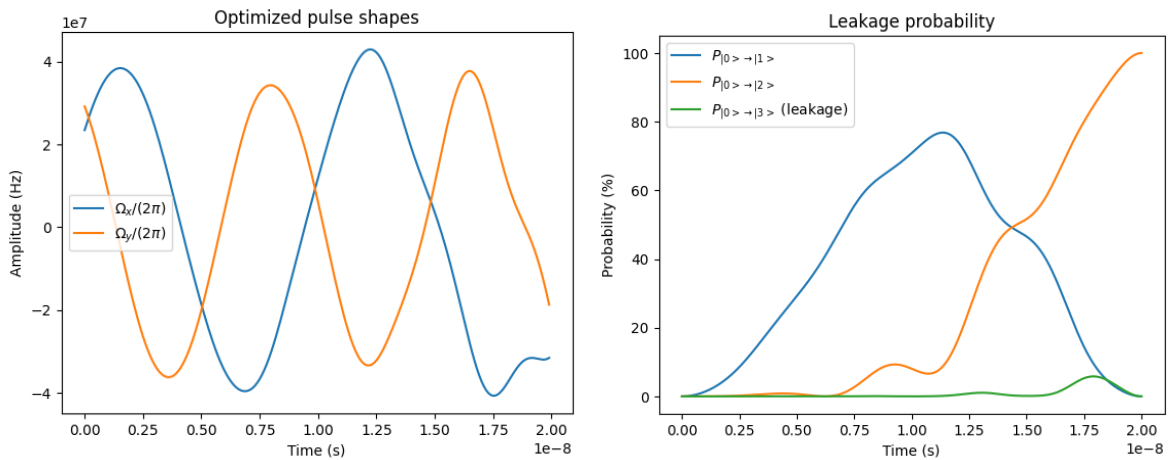 Optimized pulse shapes
1e7
4
2
0
−2
−4
Amplitude (Hz)
Ωx/(2π)
Ωy/(2π)
0.00 0.25 0.50 0.75 1.00 1.25 1.50 1.75 2.00
Time (s)
1e−8
Leakage probability
100
80
60
40
20
0
Probability (%)
P|0>→|1>
P|0>→|2>
P|0>→|3> (leakage)
0.00 0.25 0.50 0.75 1.00 1.25 1.50 1.75 2.00
Time (s)
1e−8